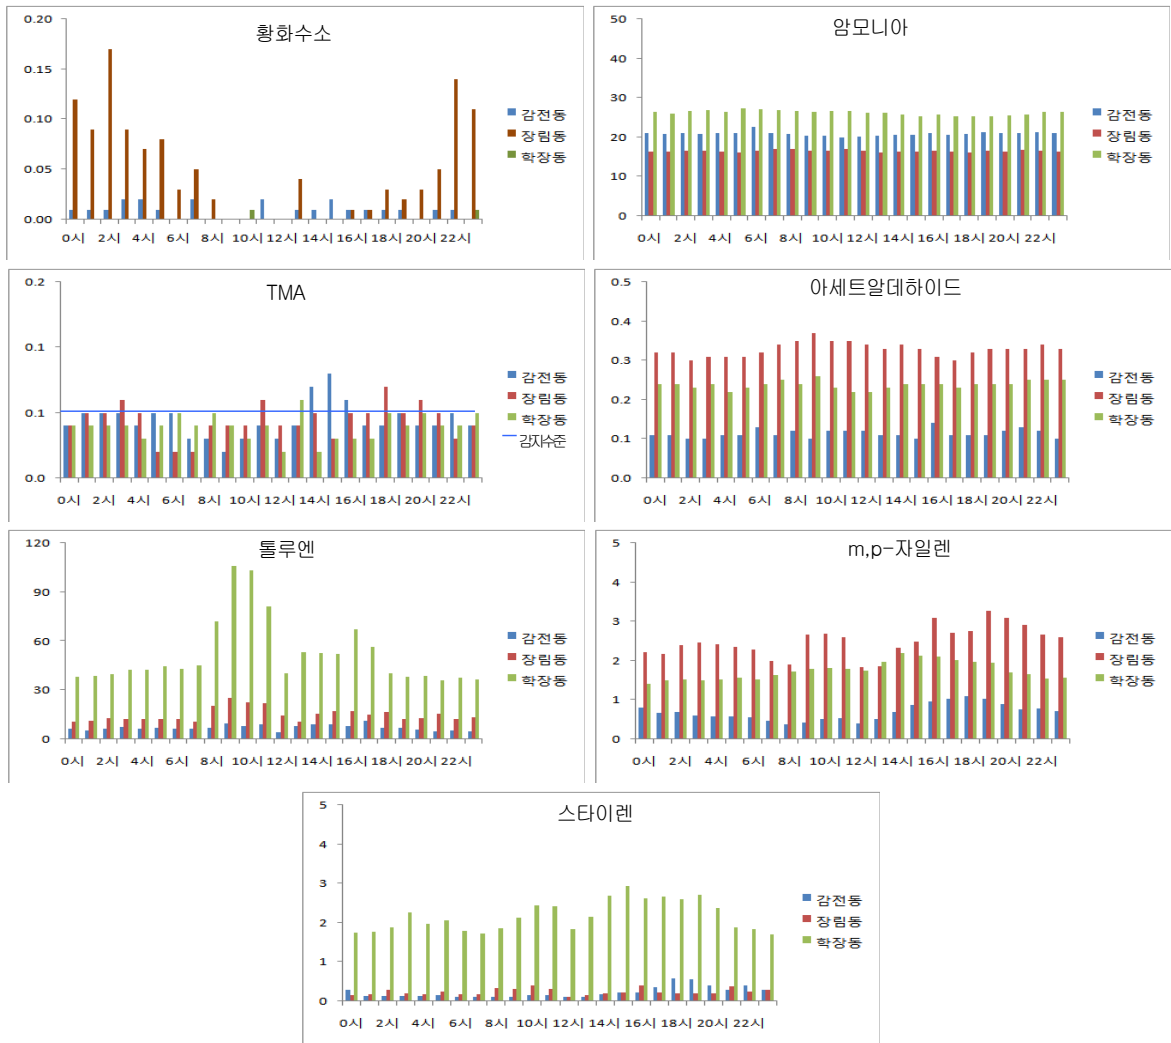 황화수소
0.20
0.15
0.10
0.05
0.00
0시 2시 4시 6시 8시 10시 12시 14시 16시 18시 20시 22시
감전동
장림동
학장동
암모니아
50
40
30
20
10
0
0시 2시 4시 6시 8시 10시 12시 14시 16시 18시 20시 22시
감전동
장림동
학장동
TMA
0.2
0.1
0.1
0.0
0시 2시 4시 6시 8시 10시 12시 14시 16시 18시 20시 22시
감전동
장림동
학장동
감지수준
아세트알데하이드
0.5
0.4
0.3
0.2
0.1
0.0
0시 2시 4시 6시 8시 10시 12시 14시 16시 18시 20시 22시
감전동
장림동
학장동
톨루엔
120
90
60
30
0
0시 2시 4시 6시 8시 10시 12시 14시 16시 18시 20시 22시
감전동
장림동
학장동
m,p-자일렌
5
4
3
2
1
0
0시 2시 4시 6시 8시 10시 12시 14시 16시 18시 20시 22시
감전동
장림동
학장동
스타이렌
5
4
3
2
1
0
0시 2시 4시 6시 8시 10시 12시 14시 16시 18시 20시 22시
감전동
장림동
학장동